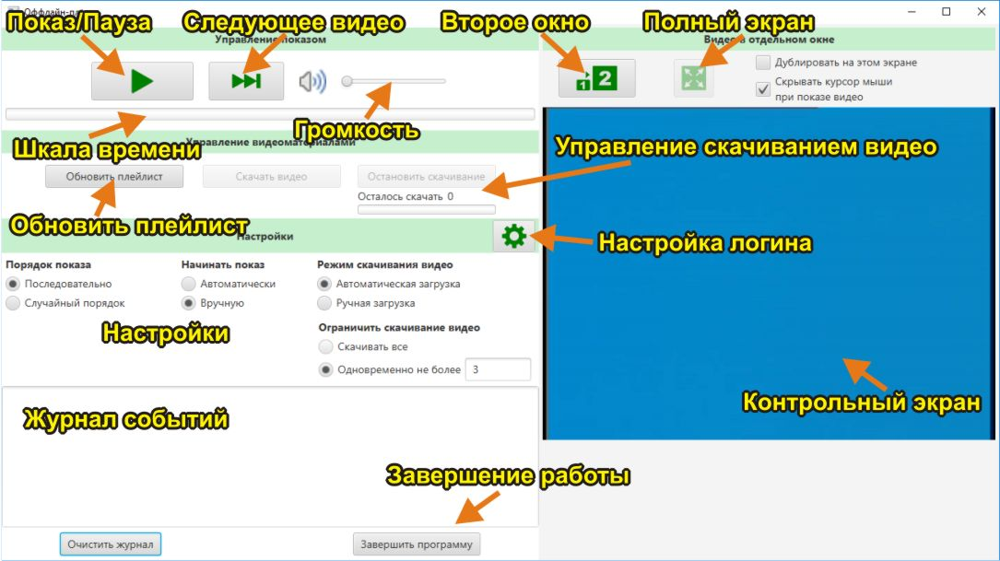 Показ/Пауза
Следующее видео
Второе окно
Полный экран
Управление показом
Видео в отдельном окне
Дублировать на этом экране
Скрывать курсор мыши
при показе видео
1 2
Громкость
Шкала времени
Управление видеоматериалами
Управление скачиванием видео
Обновить плейлист
Скачать видео
Остановить скачивание
Осталось скачать 0
Обновить плейлист
Настройки
Настройка логина
Порядок показа
Начинать показ
Режим скачивания видео
Последовательно
Автоматически
Автоматическая загрузка
Случайный порядок
Вручную
Ручная загрузка
Настройки
Ограничить скачивание видео
Скачивать все
Одновременно не более 3
Контрольный экран
Журнал событий
Завершение работы
Очистить журнал
Завершить программу